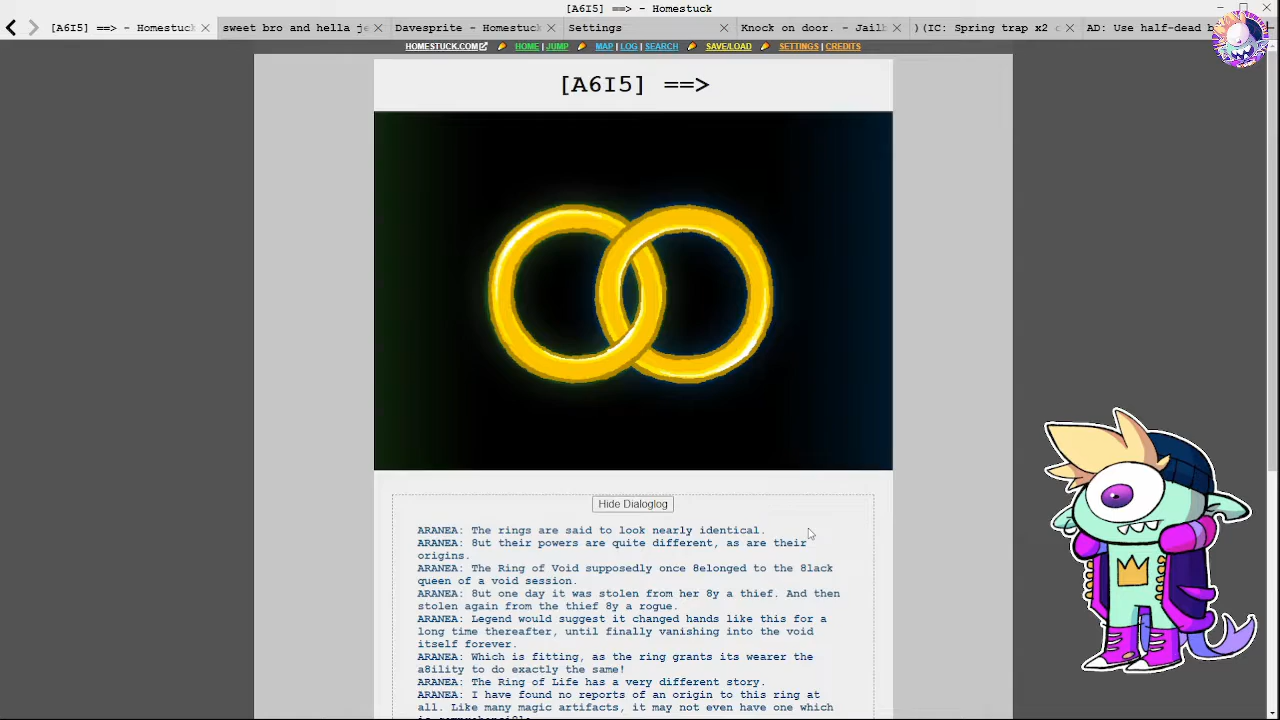 [A6I5] ==> - Homestuck
[A6I5] ==> - Homestuck
sweet bro and hella je
Davesprite - Homestuck
Settings
Knock on door. - Jailb
)(IC: Spring trap x2 c
AD: Use half-dead b
HOMESTUCK.COM
HOME | JUMP
MAP | LOG | SEARCH
SAVE/LOAD
SETTINGS | CREDITS
[A6I5] ==>
Hide Dialoglog
ARANEA: The rings are said to look nearly identical.
ARANEA: 8ut their powers are quite different, as are their
origins.
ARANEA: The Ring of Void supposedly once 8elonged to the 8lack
queen of a void session.
ARANEA: 8ut one day it was stolen from her 8y a thief. And then
stolen again from the thief 8y a rogue.
ARANEA: Legend would suggest it changed hands like this for a
long time thereafter, until finally vanishing into the void
itself forever.
ARANEA: Which is fitting, as the ring grants its wearer the
a8ility to do exactly the same!
ARANEA: The Ring of Life has a very different story.
ARANEA: I have found no reports of an origin to this ring at
all. Like many magic artifacts, it may not even have one which